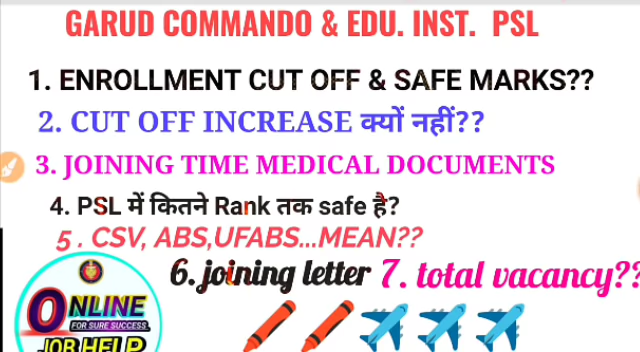 GARUD COMMANDO & EDU. INST. PSL
1. ENROLLMENT CUT OFF & SAFE MARKS??
2. CUT OFF INCREASE क्यों नहीं??
3. JOINING TIME MEDICAL DOCUMENTS
4. PSL में कितने Rank तक safe है?
5. CSV, ABS,UFABS...MEAN??
6. joining letter 7. total vacancy??
ONLINE
FOR SURE SUCCESS
JOB HELP